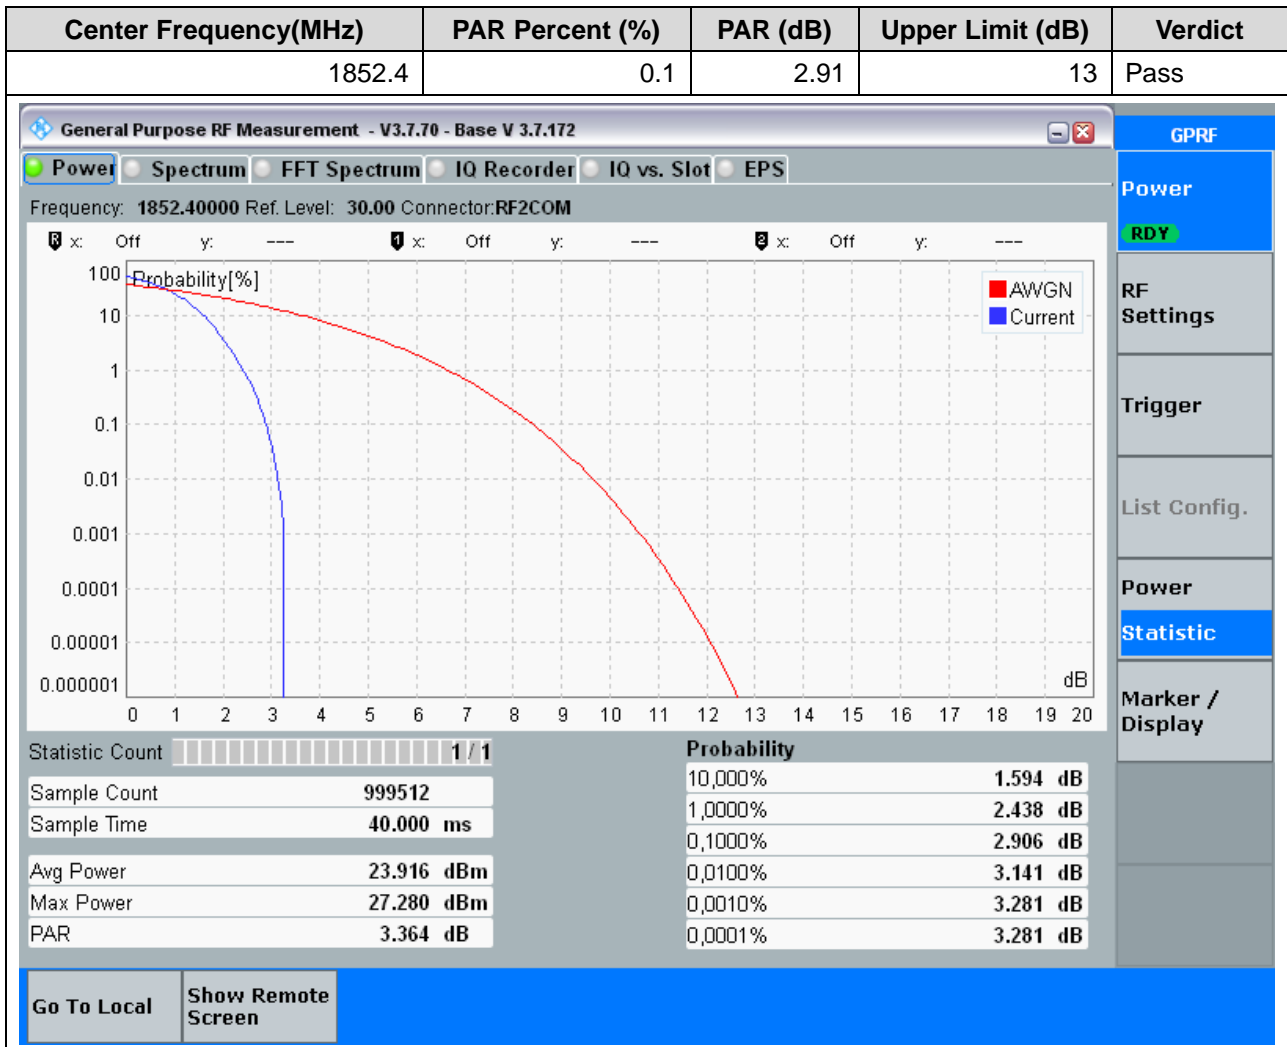 Center Frequency(MHz) PAR Percent (%) PAR (dB) Upper Limit (dB) Verdict
1852.4 0.1 2.91 13 Pass
General Purpose RF Measurement - V3.7.70 - Base V 3.7.172
GPRF
Power Spectrum FFT Spectrum IQ Recorder IQ vs. Slot EPS
Power
RDY
Frequency: 1852.40000 Ref. Level: 30.00 Connector:RF2COM
R x: Off y: --- 1 x: Off y: --- 2 x: Off y: ---
Probability[%]
AWGN
Current
100
10
1
0.1
0.01
0.001
0.0001
0.00001
0.000001
dB
0 1 2 3 4 5 6 7 8 9 10 11 12 13 14 15 16 17 18 19 20
RF
Settings
Trigger
List Config.
Power
Statistic
Marker /
Display
Statistic Count 1 / 1
Sample Count 999512
Sample Time 40.000 ms
Avg Power 23.916 dBm
Max Power 27.280 dBm
PAR 3.364 dB
Probability
10,000% 1.594 dB
1,0000% 2.438 dB
0,1000% 2.906 dB
0,0100% 3.141 dB
0,0010% 3.281 dB
0,0001% 3.281 dB
Go To Local
Show Remote
Screen